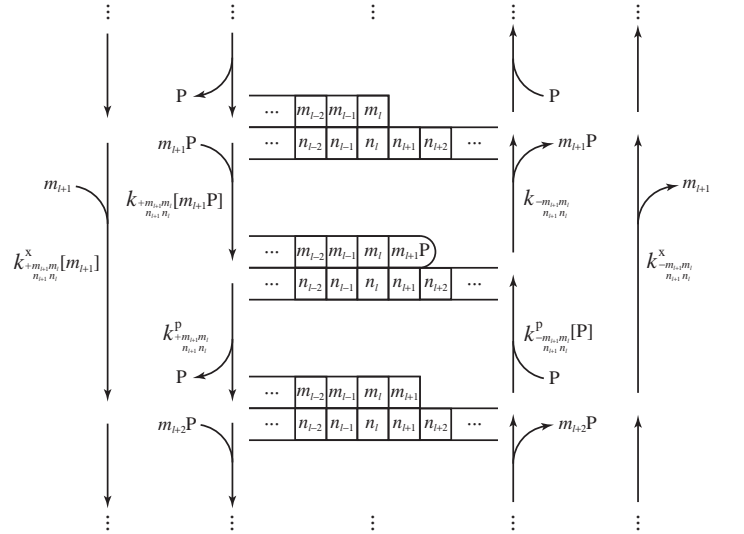 ⋮ ⋮ ⋮ ⋮ ⋮
P P
⋯ m_{l−2} m_{l−1} m_l
⋯ n_{l−2} n_{l−1} n_l n_{l+1} n_{l+2} ⋯
m_{l+1}P m_{l+1}P
m_{l+1} k_{+m_{l+1}m_l / n_{l+1} n_l}[m_{l+1}P] k_{−m_{l+1}m_l / n_{l+1} n_l} m_{l+1}
⋯ m_{l−2} m_{l−1} m_l m_{l+1}P
k^x_{+m_{l+1}m_l / n_{l+1} n_l}[m_{l+1}] k^x_{−m_{l+1}m_l / n_{l+1} n_l}
⋯ n_{l−2} n_{l−1} n_l n_{l+1} n_{l+2} ⋯
k^p_{+m_{l+1}m_l / n_{l+1} n_l} k^p_{−m_{l+1}m_l / n_{l+1} n_l}[P]
P P
⋯ m_{l−2} m_{l−1} m_l m_{l+1}
⋯ n_{l−2} n_{l−1} n_l n_{l+1} n_{l+2} ⋯
m_{l+2}P m_{l+2}P
⋮ ⋮ ⋮ ⋮ ⋮